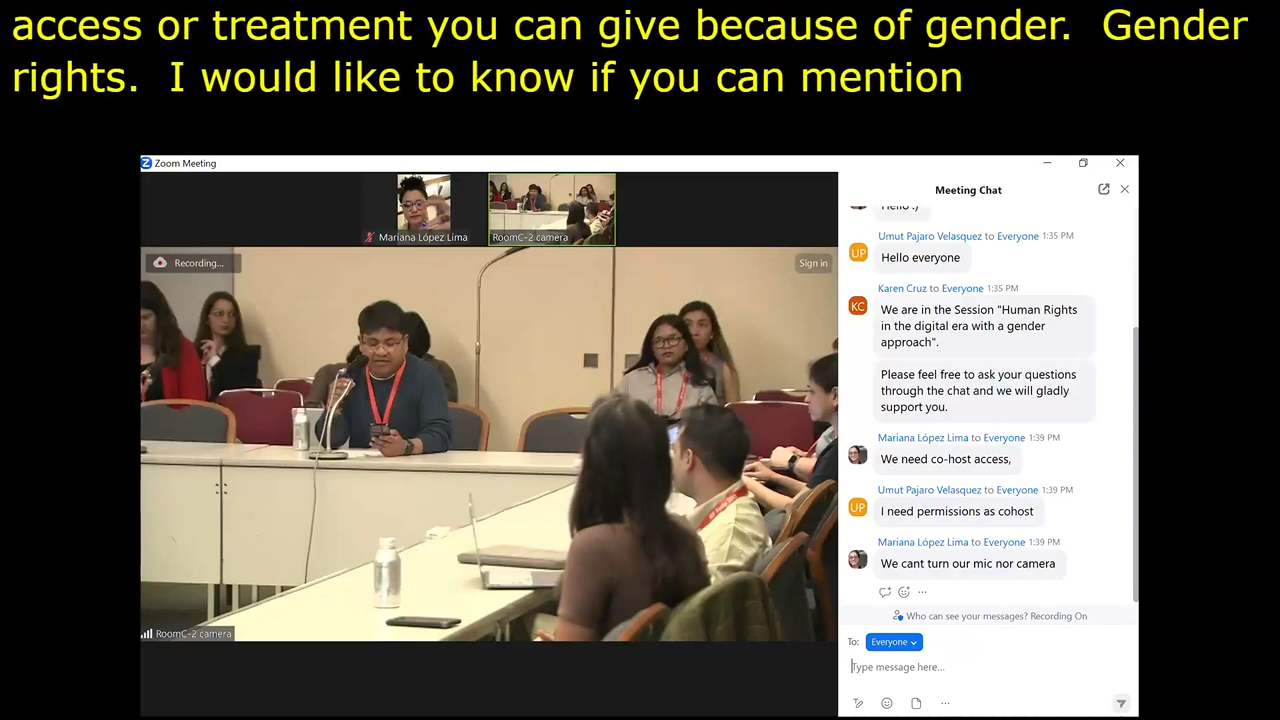 access or treatment you can give because of gender.  Gender
rights.  I would like to know if you can mention
Zoom Meeting
Mariana López Lima
RoomC-2 camera
Recording...
Sign in
RoomC-2 camera
Meeting Chat
Hello :)
Umut Pajaro Velasquez to Everyone 1:35 PM
UP
Hello everyone
Karen Cruz to Everyone 1:35 PM
KC
We are in the Session "Human Rights
in the digital era with a gender
approach".
Please feel free to ask your questions
through the chat and we will gladly
support you.
Mariana López Lima to Everyone 1:39 PM
We need co-host access,
Umut Pajaro Velasquez to Everyone 1:39 PM
UP
I need permissions as cohost
Mariana López Lima to Everyone 1:39 PM
We cant turn our mic nor camera
Who can see your messages? Recording On
To: Everyone
Type message here...